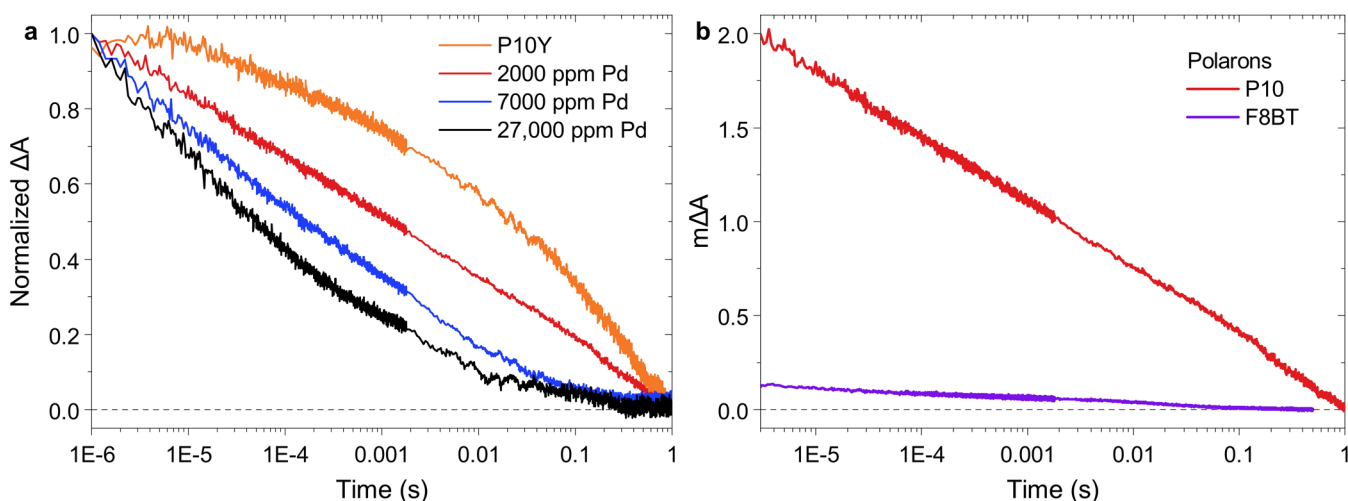 a
Normalized ΔA
1.0
0.8
0.6
0.4
0.2
0.0
P10Y
2000 ppm Pd
7000 ppm Pd
27,000 ppm Pd
1E-6 1E-5 1E-4 0.001 0.01 0.1 1
Time (s)
b
mΔA
2.0
1.5
1.0
0.5
0.0
Polarons
P10
F8BT
1E-5 1E-4 0.001 0.01 0.1 1
Time (s)